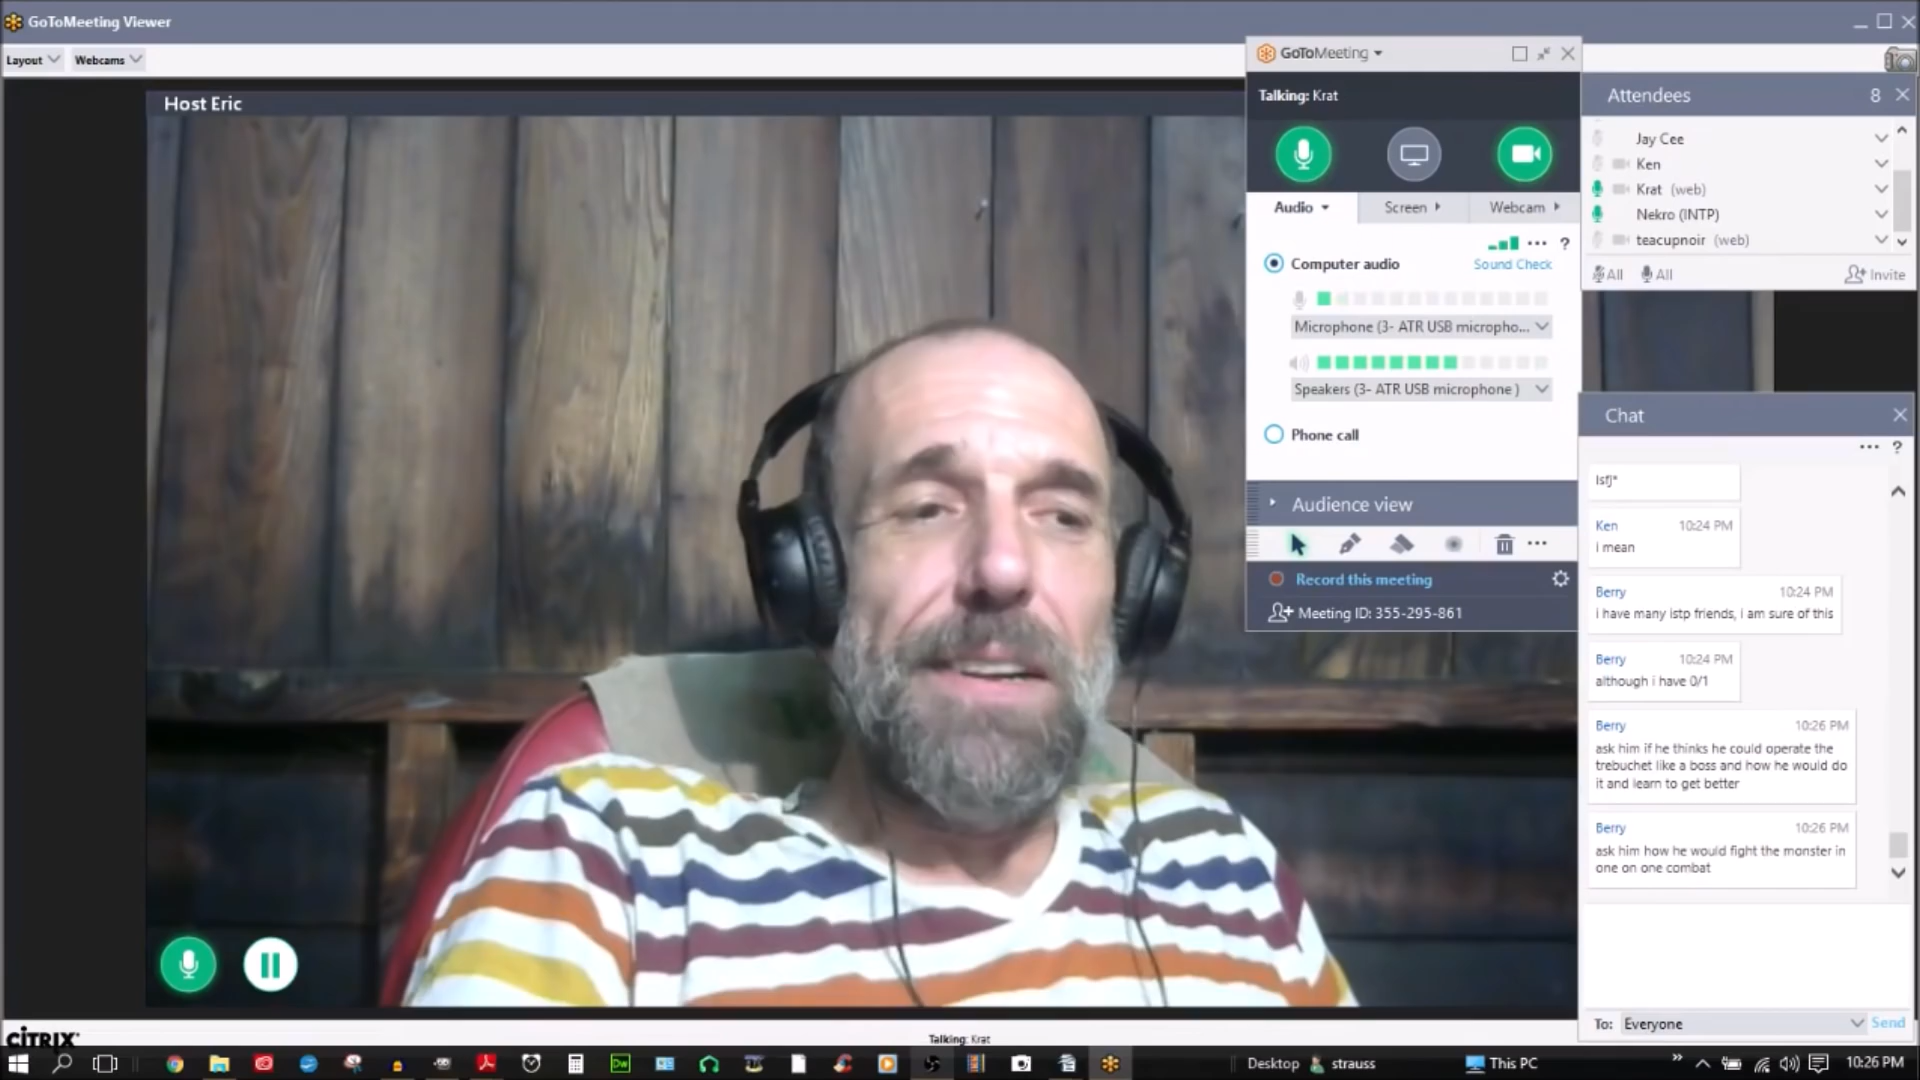 GoToMeeting Viewer
Layout
Webcams
Host Eric
GoToMeeting
Talking: Krat
Audio
Screen
Webcam
?
Computer audio
Sound Check
Microphone (3- ATR USB micropho...
Speakers (3- ATR USB microphone )
Phone call
Audience view
Record this meeting
Meeting ID: 355-295-861
Attendees 8
Jay Cee
Ken
Krat (web)
Nekro (INTP)
teacupnoir (web)
All
All
Invite
Chat
?
Isfj*
Ken 10:24 PM
i mean
Berry 10:24 PM
i have many istp friends, i am sure of this
Berry 10:24 PM
although i have 0/1
Berry 10:26 PM
ask him if he thinks he could operate the
trebuchet like a boss and how he would do
it and learn to get better
Berry 10:26 PM
ask him how he would fight the monster in
one on one combat
To: Everyone
Send
CİTRIX
Talking: Krat
Dw
Desktop
strauss
This PC
10:26 PM